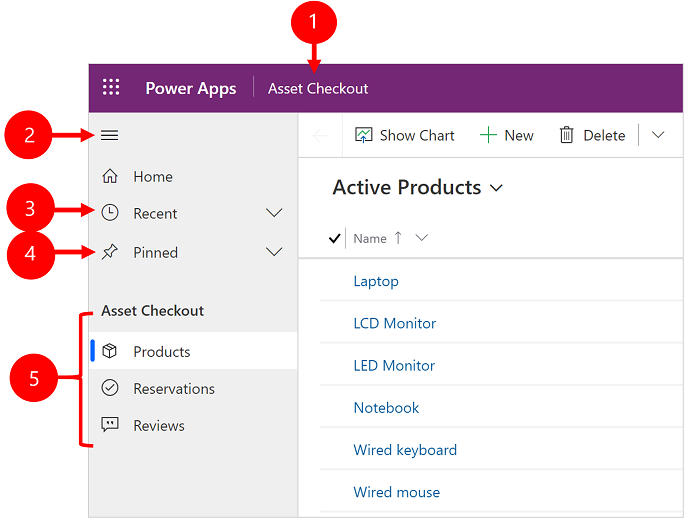 1
Power Apps Asset Checkout
2
Show Chart New Delete
Home
Active Products
3
Recent
4
Pinned
Name
Laptop
Asset Checkout
LCD Monitor
5
Products
LED Monitor
Reservations
Notebook
Reviews
Wired keyboard
Wired mouse